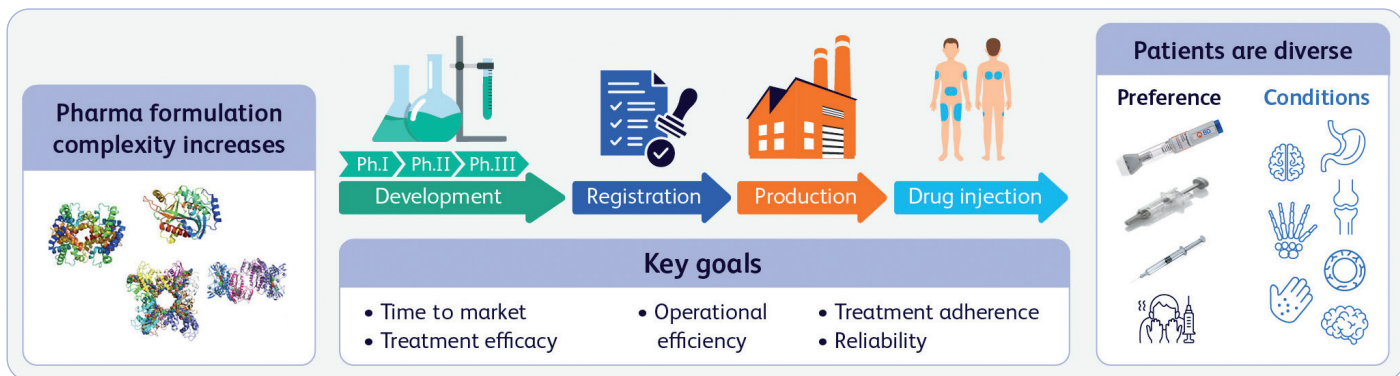 Pharma formulation
complexity increases
Ph.I
Ph.II
Ph.III
Development
Registration
Production
Drug injection
Key goals
• Time to market
• Treatment efficacy
• Operational
efficiency
• Treatment adherence
• Reliability
Patients are diverse
Preference
Conditions
BD